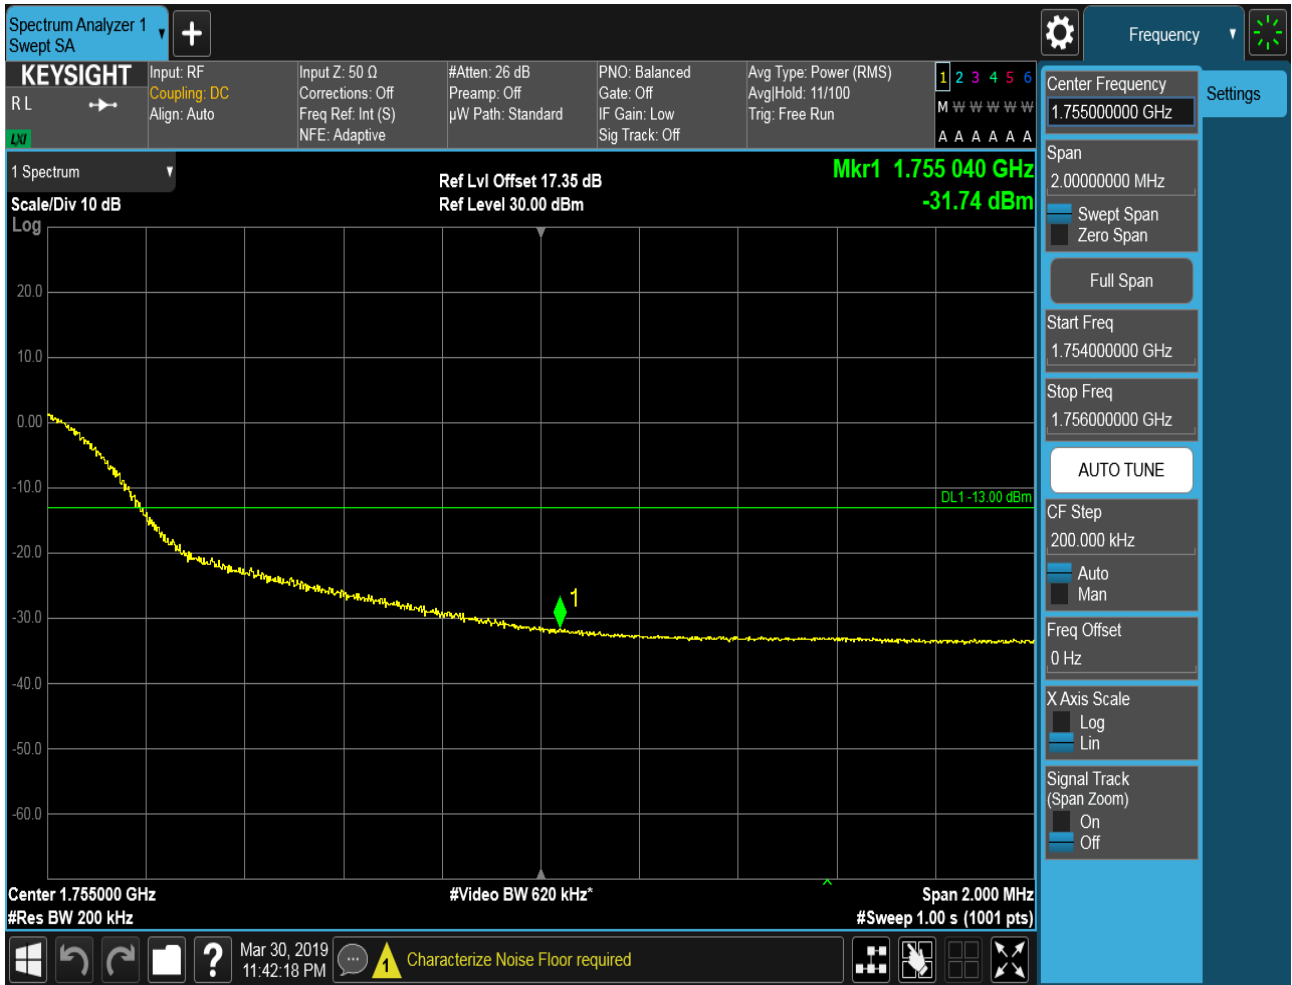 Spectrum Analyzer 1
Swept SA
Frequency
KEYSIGHT
R L
LXI
Input: RF
Coupling: DC
Align: Auto
Input Z: 50 Ω
Corrections: Off
Freq Ref: Int (S)
NFE: Adaptive
#Atten: 26 dB
Preamp: Off
µW Path: Standard
PNO: Balanced
Gate: Off
IF Gain: Low
Sig Track: Off
Avg Type: Power (RMS)
Avg|Hold: 11/100
Trig: Free Run
1 2 3 4 5 6
M W W W W W
A A A A A A
1 Spectrum
Scale/Div 10 dB
Log
Ref Lvl Offset 17.35 dB
Ref Level 30.00 dBm
Mkr1 1.755 040 GHz
-31.74 dBm
20.0
10.0
0.00
-10.0
-20.0
-30.0
-40.0
-50.0
-60.0
DL1 -13.00 dBm
1
Center 1.755000 GHz
#Res BW 200 kHz
#Video BW 620 kHz*
Span 2.000 MHz
#Sweep 1.00 s (1001 pts)
?
Mar 30, 2019
11:42:18 PM
1
Characterize Noise Floor required
Center Frequency
1.755000000 GHz
Settings
Span
2.00000000 MHz
Swept Span
Zero Span
Full Span
Start Freq
1.754000000 GHz
Stop Freq
1.756000000 GHz
AUTO TUNE
CF Step
200.000 kHz
Auto
Man
Freq Offset
0 Hz
X Axis Scale
Log
Lin
Signal Track
(Span Zoom)
On
Off